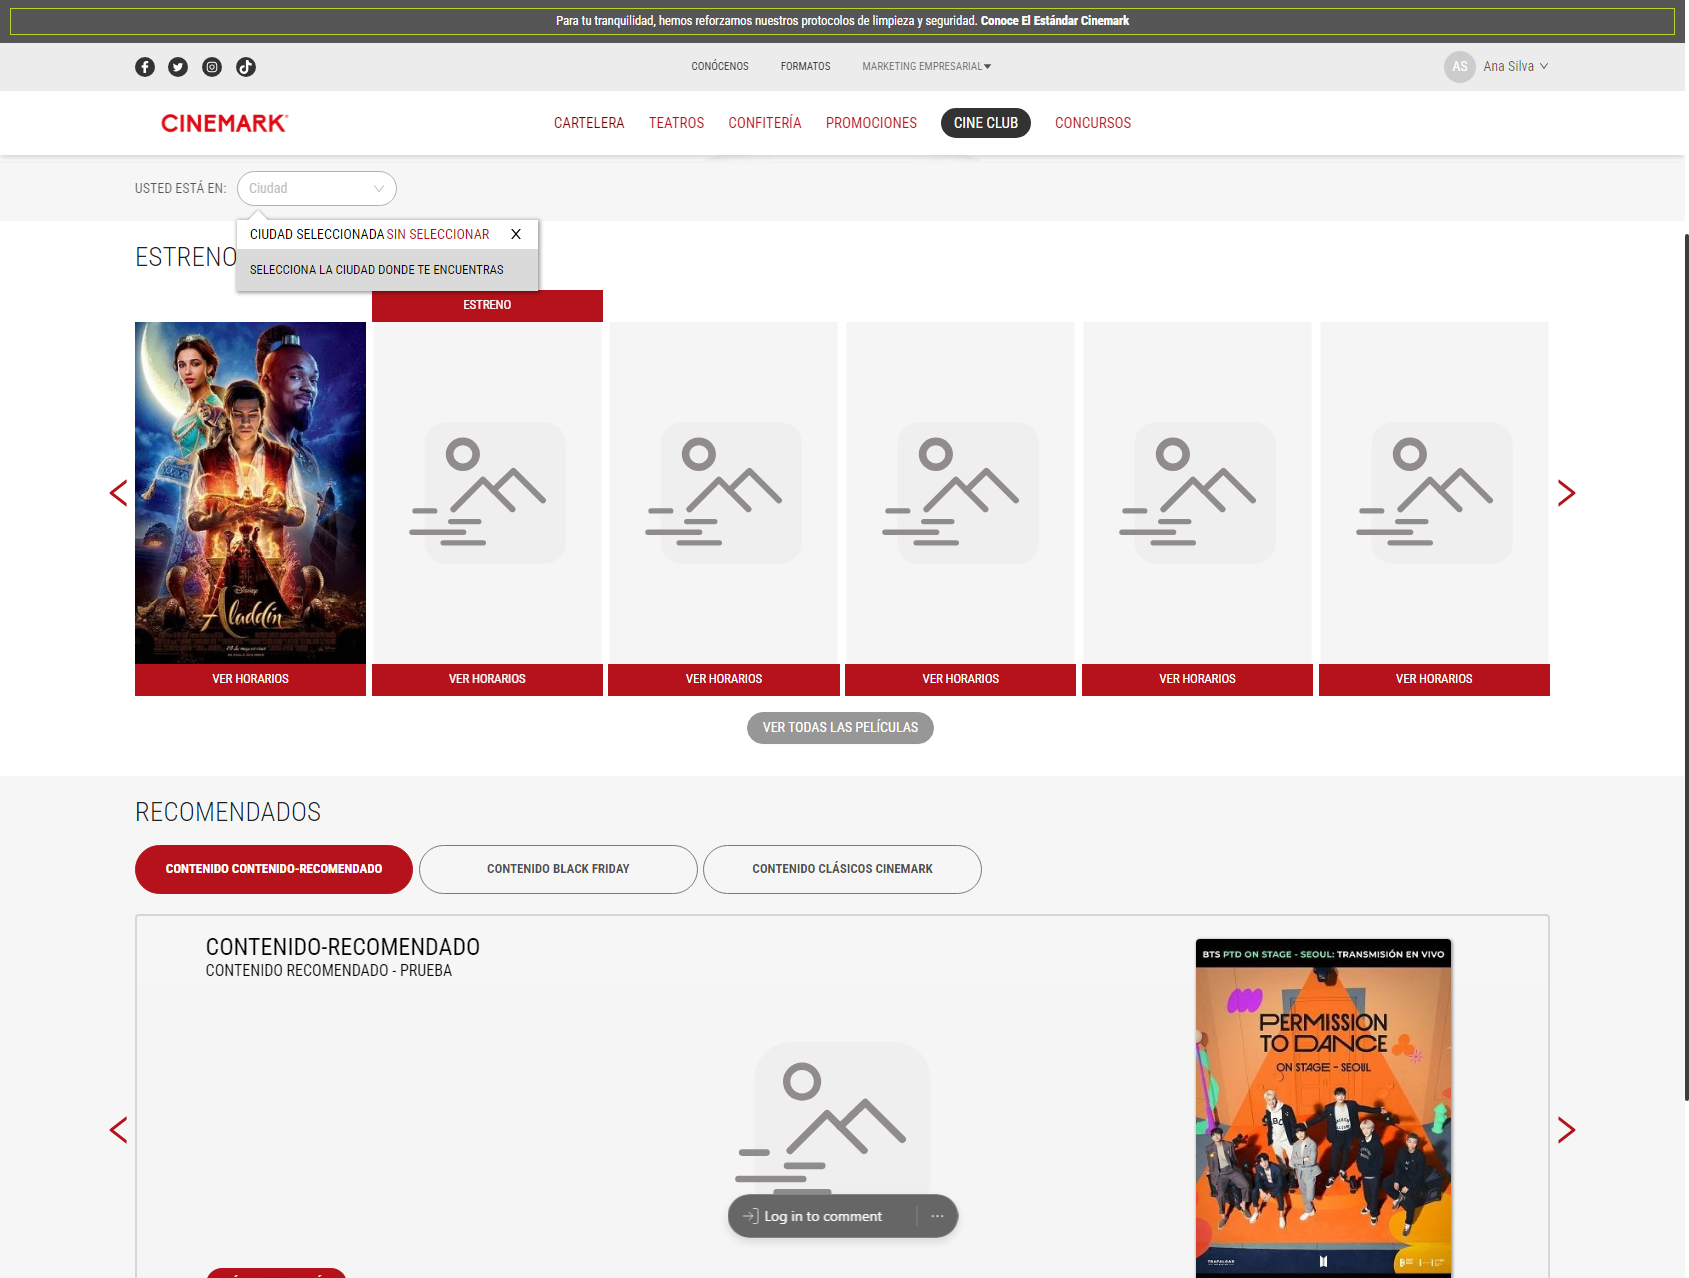 Para tu tranquilidad, hemos reforzamos nuestros protocolos de limpieza y seguridad. Conoce El Estándar Cinemark
CONÓCENOS FORMATOS MARKETING EMPRESARIAL
AS Ana Silva
CINEMARK
CARTELERA TEATROS CONFITERÍA PROMOCIONES CINE CLUB CONCURSOS
USTED ESTÁ EN: Ciudad
CIUDAD SELECCIONADA SIN SELECCIONAR X
SELECCIONA LA CIUDAD DONDE TE ENCUENTRAS
ESTRENO
ESTRENO
Disney
Aladdin
VER HORARIOS VER HORARIOS VER HORARIOS VER HORARIOS VER HORARIOS VER HORARIOS
VER TODAS LAS PELÍCULAS
RECOMENDADOS
CONTENIDO CONTENIDO-RECOMENDADO CONTENIDO BLACK FRIDAY CONTENIDO CLÁSICOS CINEMARK
CONTENIDO-RECOMENDADO
CONTENIDO RECOMENDADO - PRUEBA
BTS PTD ON STAGE - SEOUL: TRANSMISIÓN EN VIVO
PERMISSION
TO DANCE
ON STAGE - SEOUL
Log in to comment